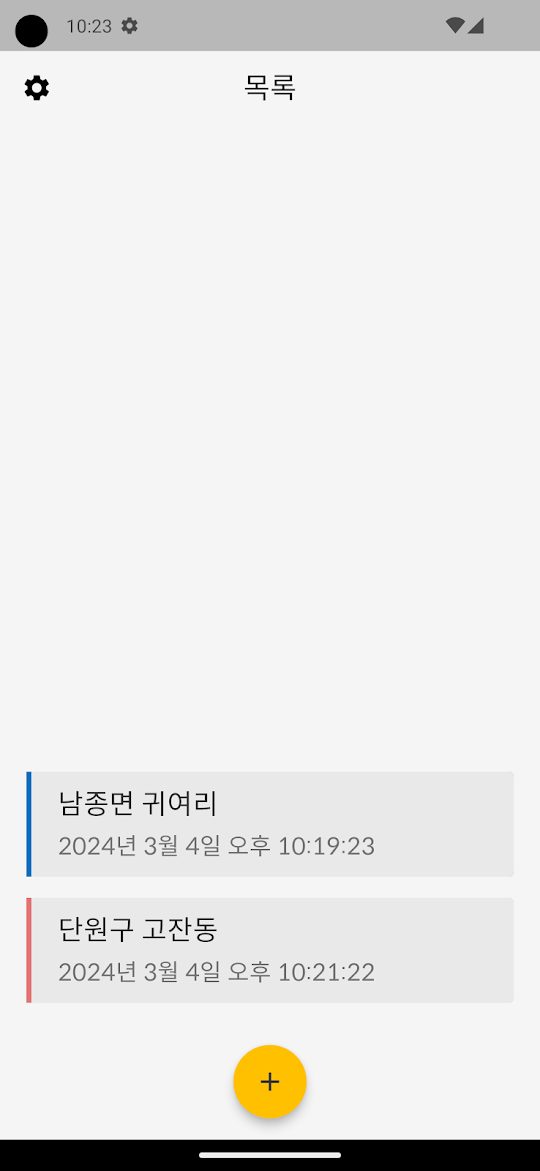 10:23
목록
남종면 귀여리
2024년 3월 4일 오후 10:19:23
단원구 고잔동
2024년 3월 4일 오후 10:21:22
+